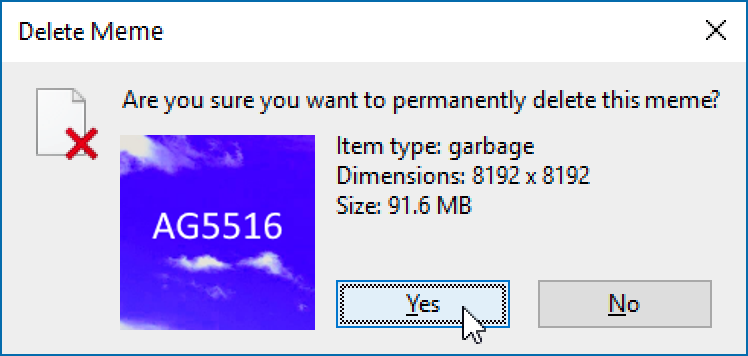 Delete Meme
Are you sure you want to permanently delete this meme?
AG5516
Item type: garbage
Dimensions: 8192 x 8192
Size: 91.6 MB
Yes
No